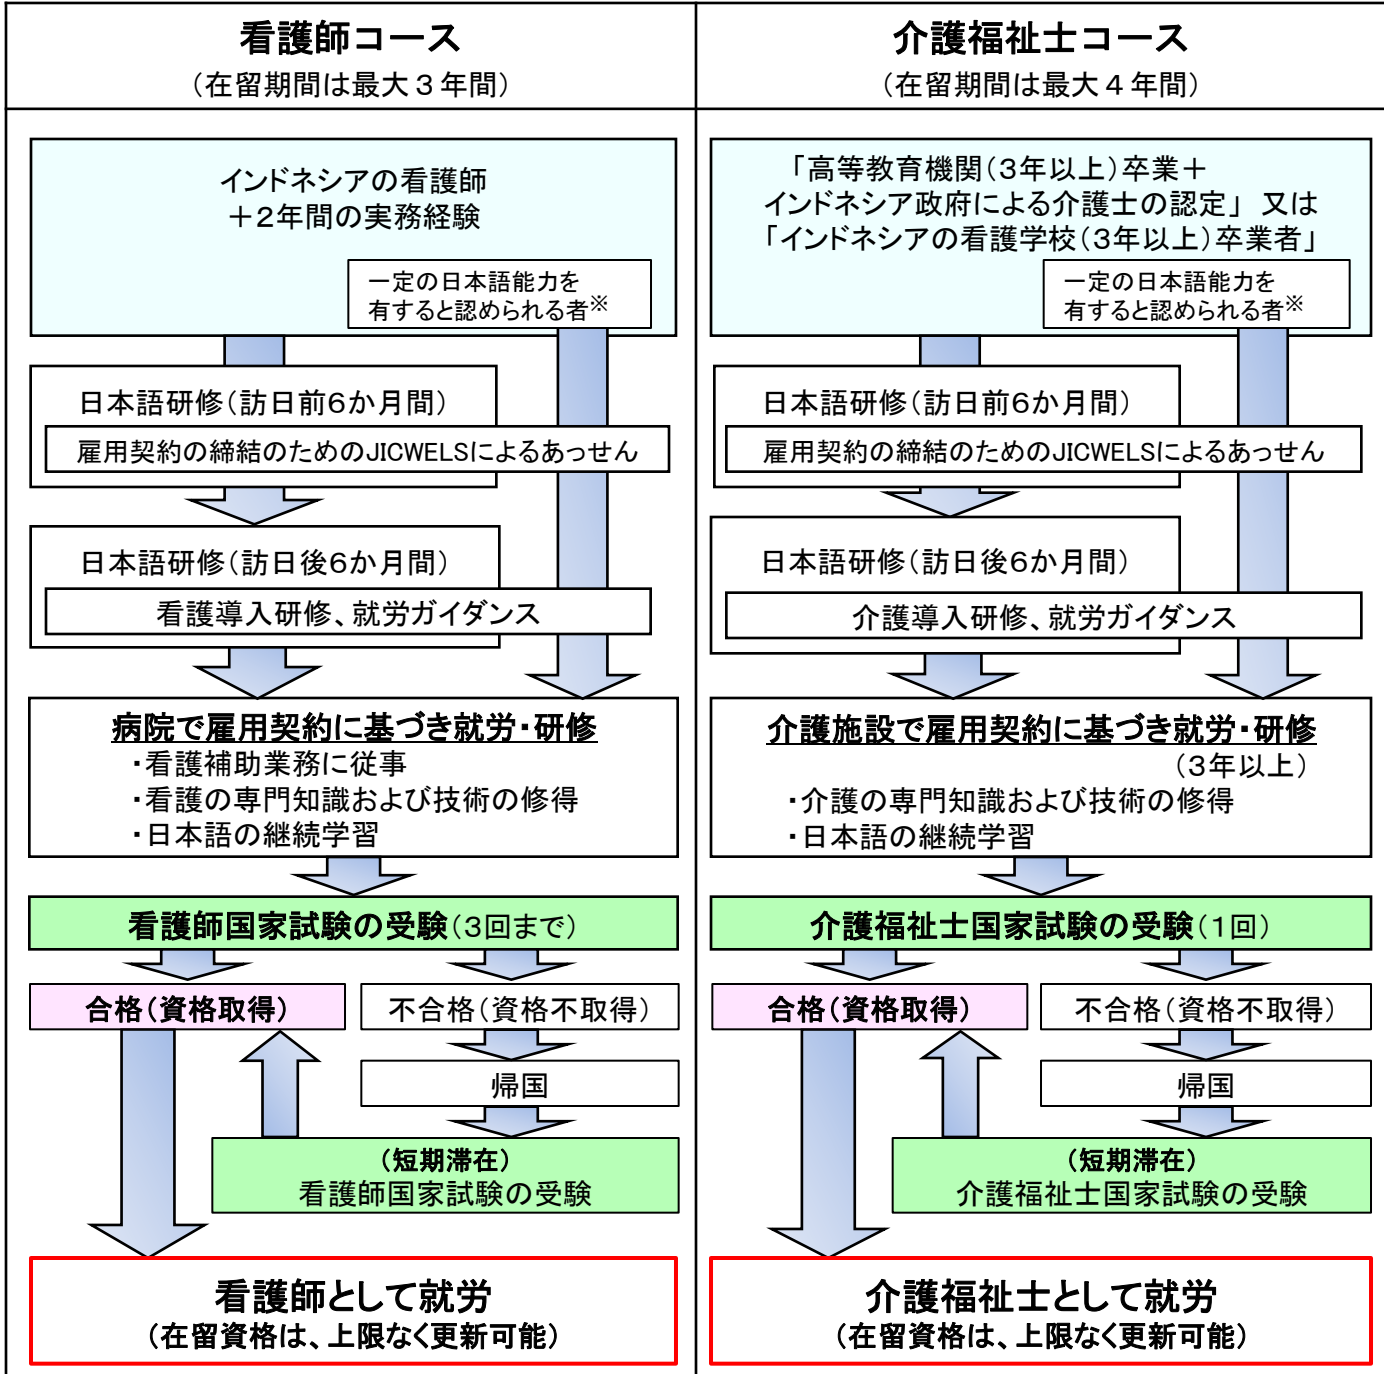 看護師コース
（在留期間は最大３年間）
インドネシアの看護師
＋２年間の実務経験
一定の日本語能力を
有すると認められる者※
日本語研修（訪日前６か月間）
雇用契約の締結のためのJICWELSによるあっせん
日本語研修（訪日後６か月間）
看護導入研修、就労ガイダンス
病院で雇用契約に基づき就労・研修
・看護補助業務に従事
・看護の専門知識および技術の修得
・日本語の継続学習
看護師国家試験の受験（３回まで）
合格（資格取得）
不合格（資格不取得）
帰国
（短期滞在）
看護師国家試験の受験
看護師として就労
（在留資格は、上限なく更新可能）
介護福祉士コース
（在留期間は最大４年間）
「高等教育機関（３年以上）卒業＋
インドネシア政府による介護士の認定」 又は
「インドネシアの看護学校（３年以上）卒業者」
一定の日本語能力を
有すると認められる者※
日本語研修（訪日前６か月間）
雇用契約の締結のためのJICWELSによるあっせん
日本語研修（訪日後６か月間）
介護導入研修、就労ガイダンス
介護施設で雇用契約に基づき就労・研修
（３年以上）
・介護の専門知識および技術の修得
・日本語の継続学習
介護福祉士国家試験の受験（１回）
合格（資格取得）
不合格（資格不取得）
帰国
（短期滞在）
介護福祉士国家試験の受験
介護福祉士として就労
（在留資格は、上限なく更新可能）